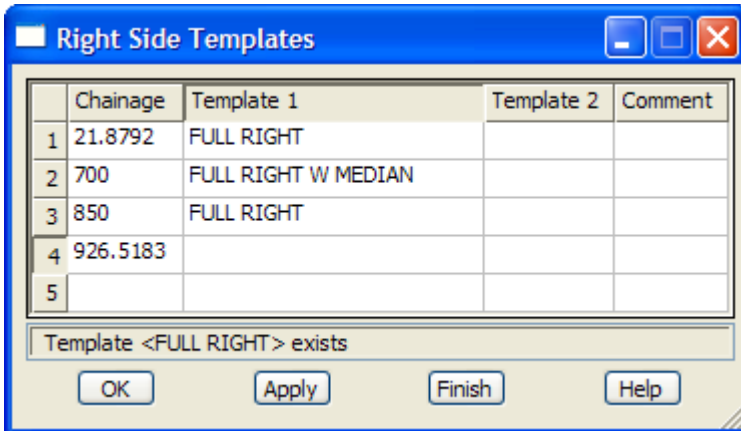 Right Side Templates
Chainage Template 1 Template 2 Comment
1 21.8792 FULL RIGHT
2 700 FULL RIGHT W MEDIAN
3 850 FULL RIGHT
4 926.5183
5
Template <FULL RIGHT> exists
OK Apply Finish Help